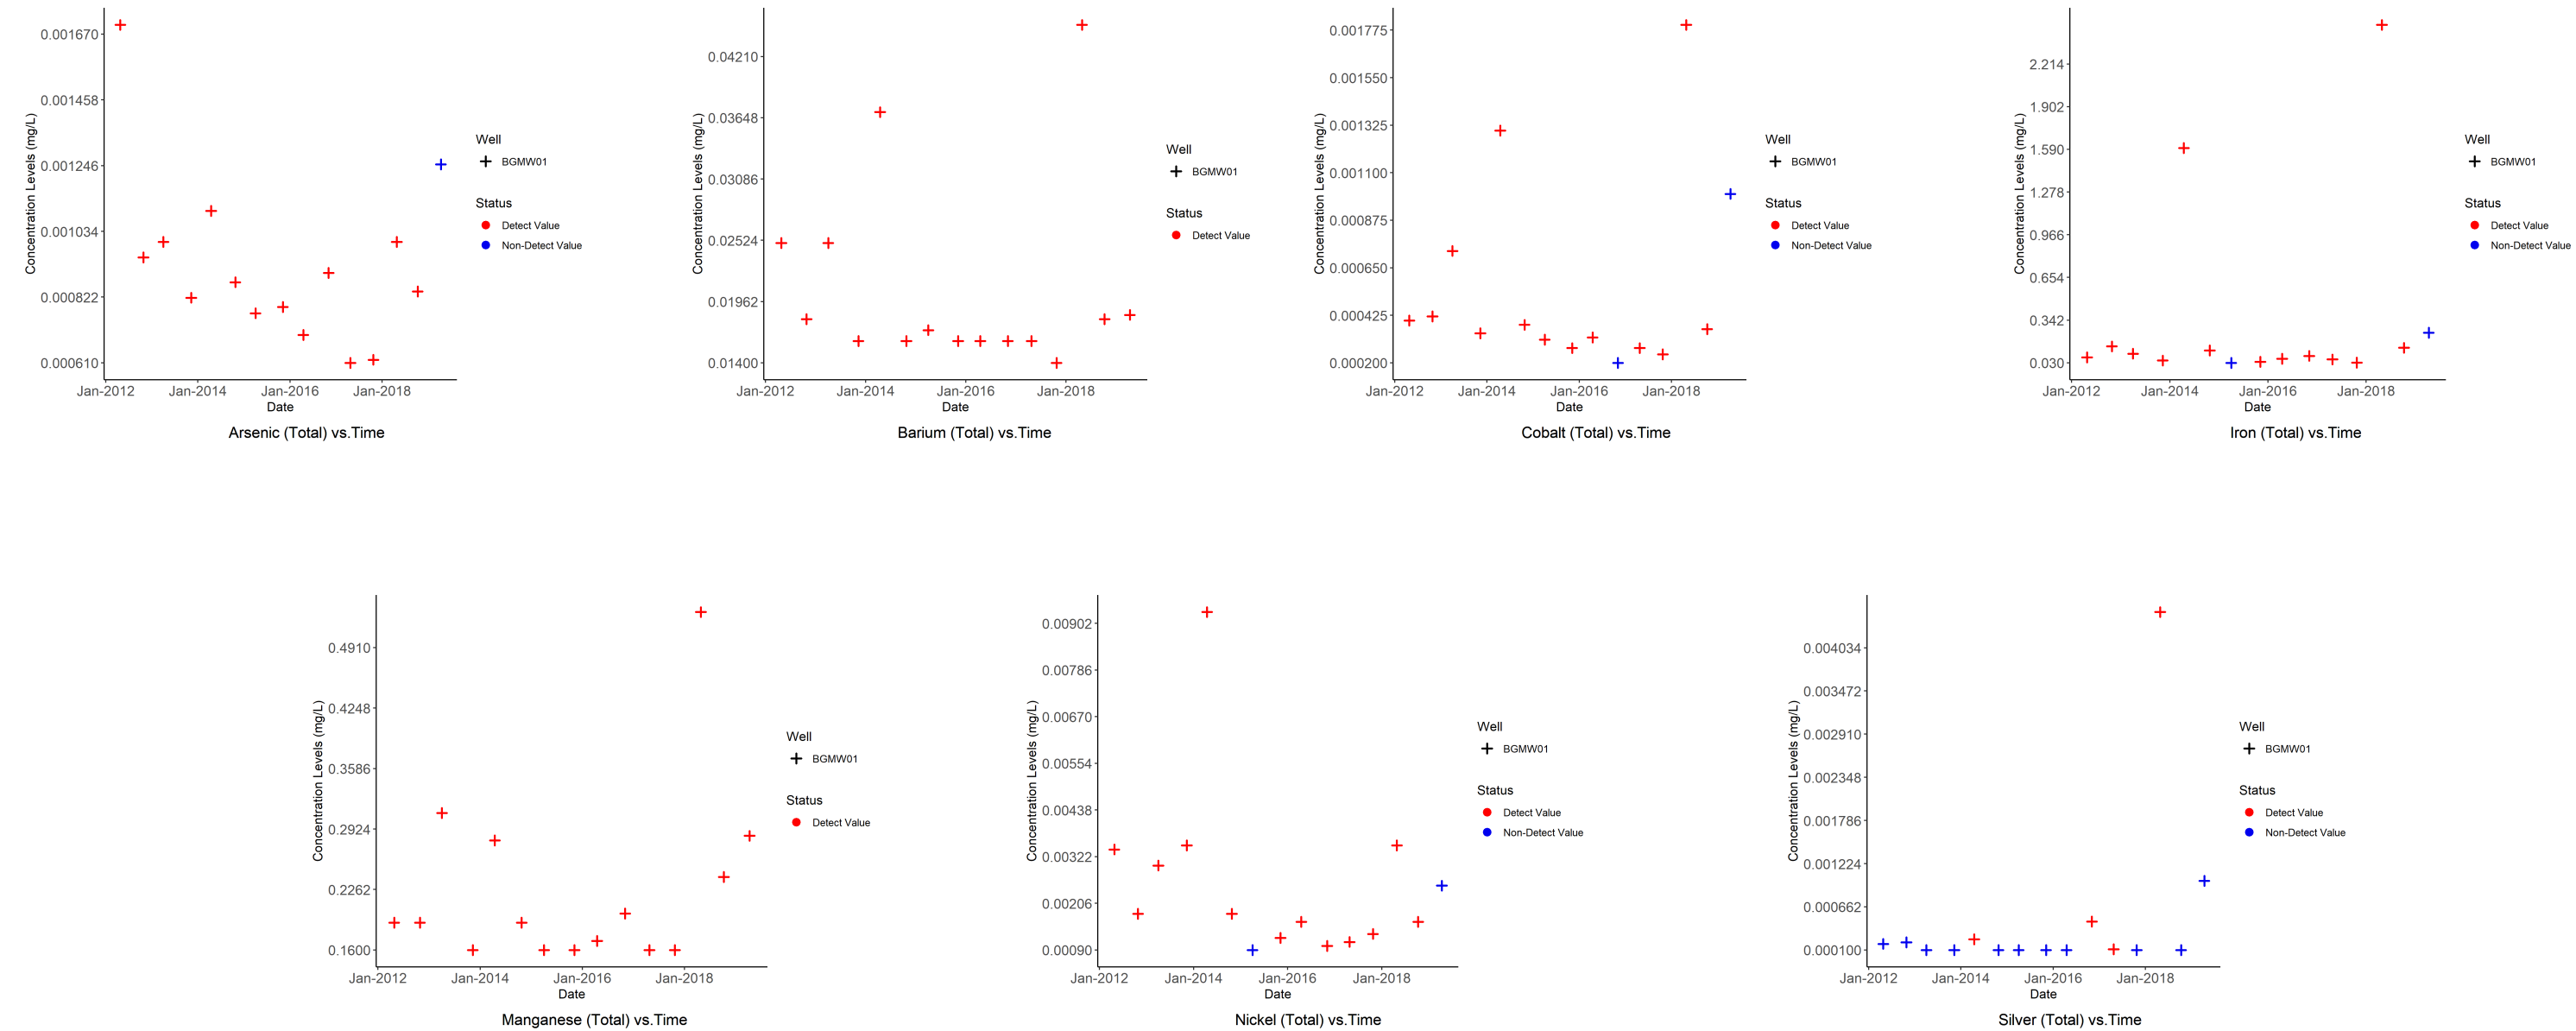 Concentration Levels (mg/L)
0.001670
0.001458
0.001246
0.001034
0.000822
0.000610
Jan-2012 Jan-2014 Jan-2016 Jan-2018
Date
Well
BGMW01
Status
Detect Value
Non-Detect Value
Arsenic (Total) vs.Time
Concentration Levels (mg/L)
0.04210
0.03648
0.03086
0.02524
0.01962
0.01400
Jan-2012 Jan-2014 Jan-2016 Jan-2018
Date
Well
BGMW01
Status
Detect Value
Barium (Total) vs.Time
Concentration Levels (mg/L)
0.001775
0.001550
0.001325
0.001100
0.000875
0.000650
0.000425
0.000200
Jan-2012 Jan-2014 Jan-2016 Jan-2018
Date
Well
BGMW01
Status
Detect Value
Non-Detect Value
Cobalt (Total) vs.Time
Concentration Levels (mg/L)
2.214
1.902
1.590
1.278
0.966
0.654
0.342
0.030
Jan-2012 Jan-2014 Jan-2016 Jan-2018
Date
Well
BGMW01
Status
Detect Value
Non-Detect Value
Iron (Total) vs.Time
Concentration Levels (mg/L)
0.4910
0.4248
0.3586
0.2924
0.2262
0.1600
Jan-2012 Jan-2014 Jan-2016 Jan-2018
Date
Well
BGMW01
Status
Detect Value
Manganese (Total) vs.Time
Concentration Levels (mg/L)
0.00902
0.00786
0.00670
0.00554
0.00438
0.00322
0.00206
0.00090
Jan-2012 Jan-2014 Jan-2016 Jan-2018
Date
Well
BGMW01
Status
Detect Value
Non-Detect Value
Nickel (Total) vs.Time
Concentration Levels (mg/L)
0.004034
0.003472
0.002910
0.002348
0.001786
0.001224
0.000662
0.000100
Jan-2012 Jan-2014 Jan-2016 Jan-2018
Date
Well
BGMW01
Status
Detect Value
Non-Detect Value
Silver (Total) vs.Time